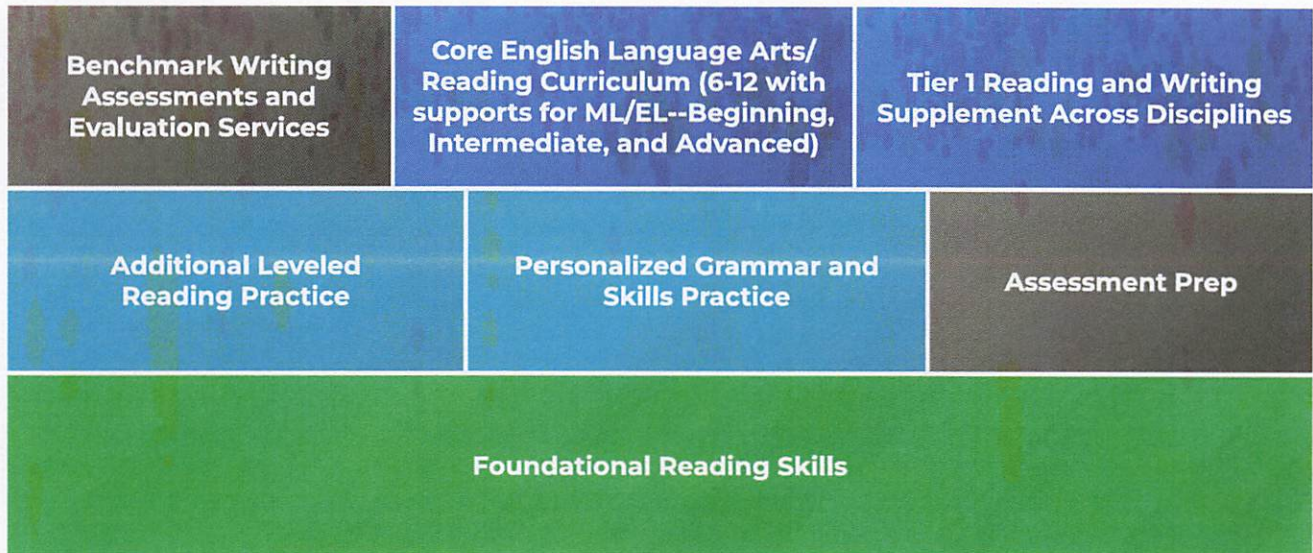 Benchmark Writing
Assessments and
Evaluation Services
Core English Language Arts/
Reading Curriculum (6-12 with
supports for ML/EL--Beginning,
Intermediate, and Advanced)
Tier 1 Reading and Writing
Supplement Across Disciplines
Additional Leveled
Reading Practice
Personalized Grammar and
Skills Practice
Assessment Prep
Foundational Reading Skills